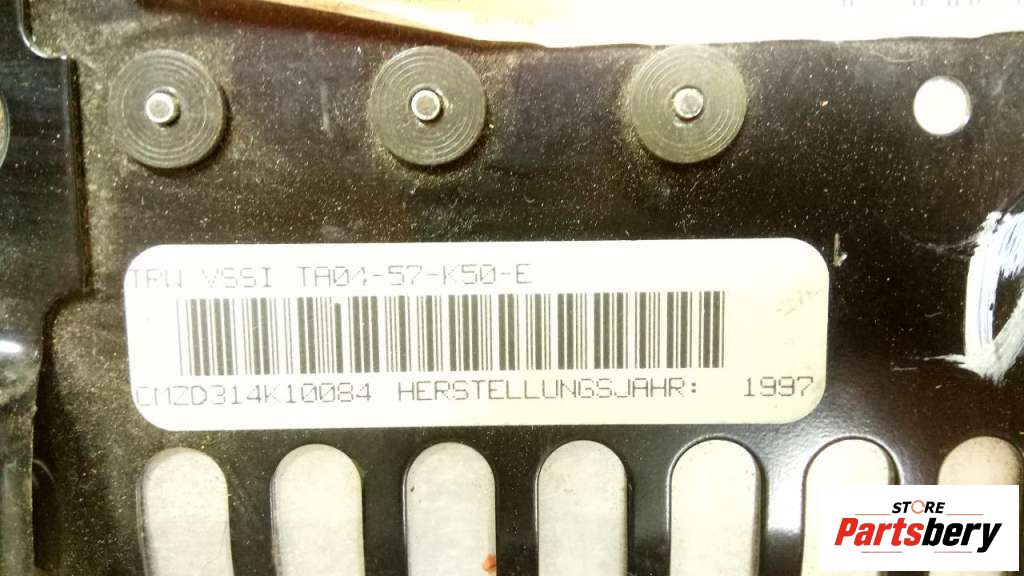 TRW VSSI TA04-57-K50-E
CMZD314K10084 HERSTELLUNGSJAHR: 1997
STORE
Partsbery